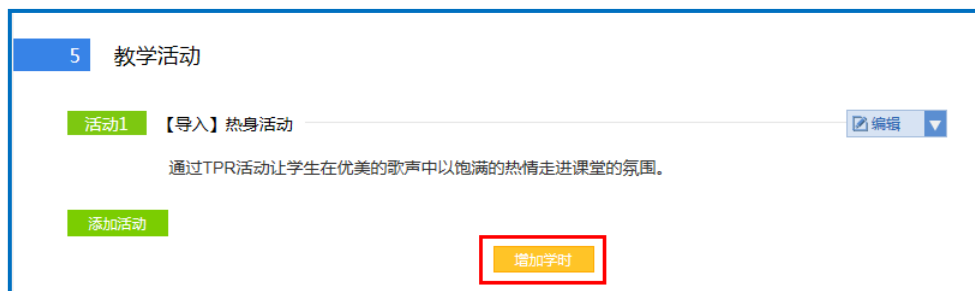 5 教学活动
活动1 【导入】热身活动 编辑
通过TPR活动让学生在优美的歌声中以饱满的热情走进课堂的氛围。
添加活动
增加学时